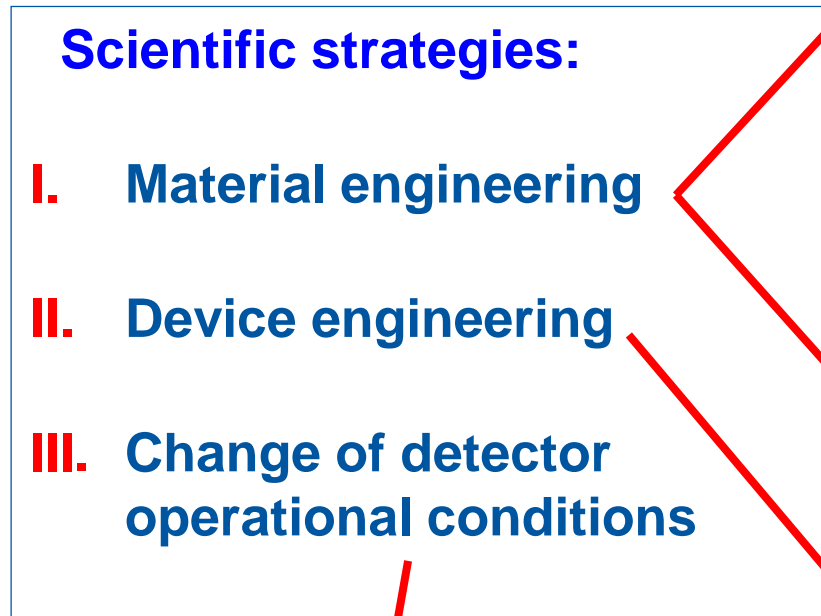 Scientific strategies:
I. Material engineering
II. Device engineering
III. Change of detector
operational conditions